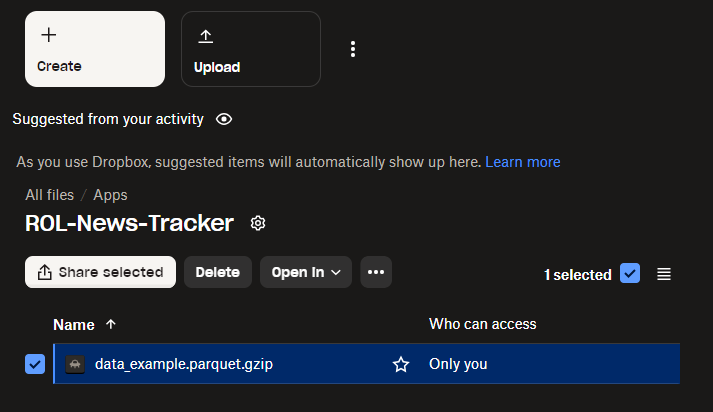 Create
Upload
Suggested from your activity
As you use Dropbox, suggested items will automatically show up here. Learn more
All files / Apps
ROL-News-Tracker
Share selected Delete Open in 1 selected
Name Who can access
data_example.parquet.gzip Only you